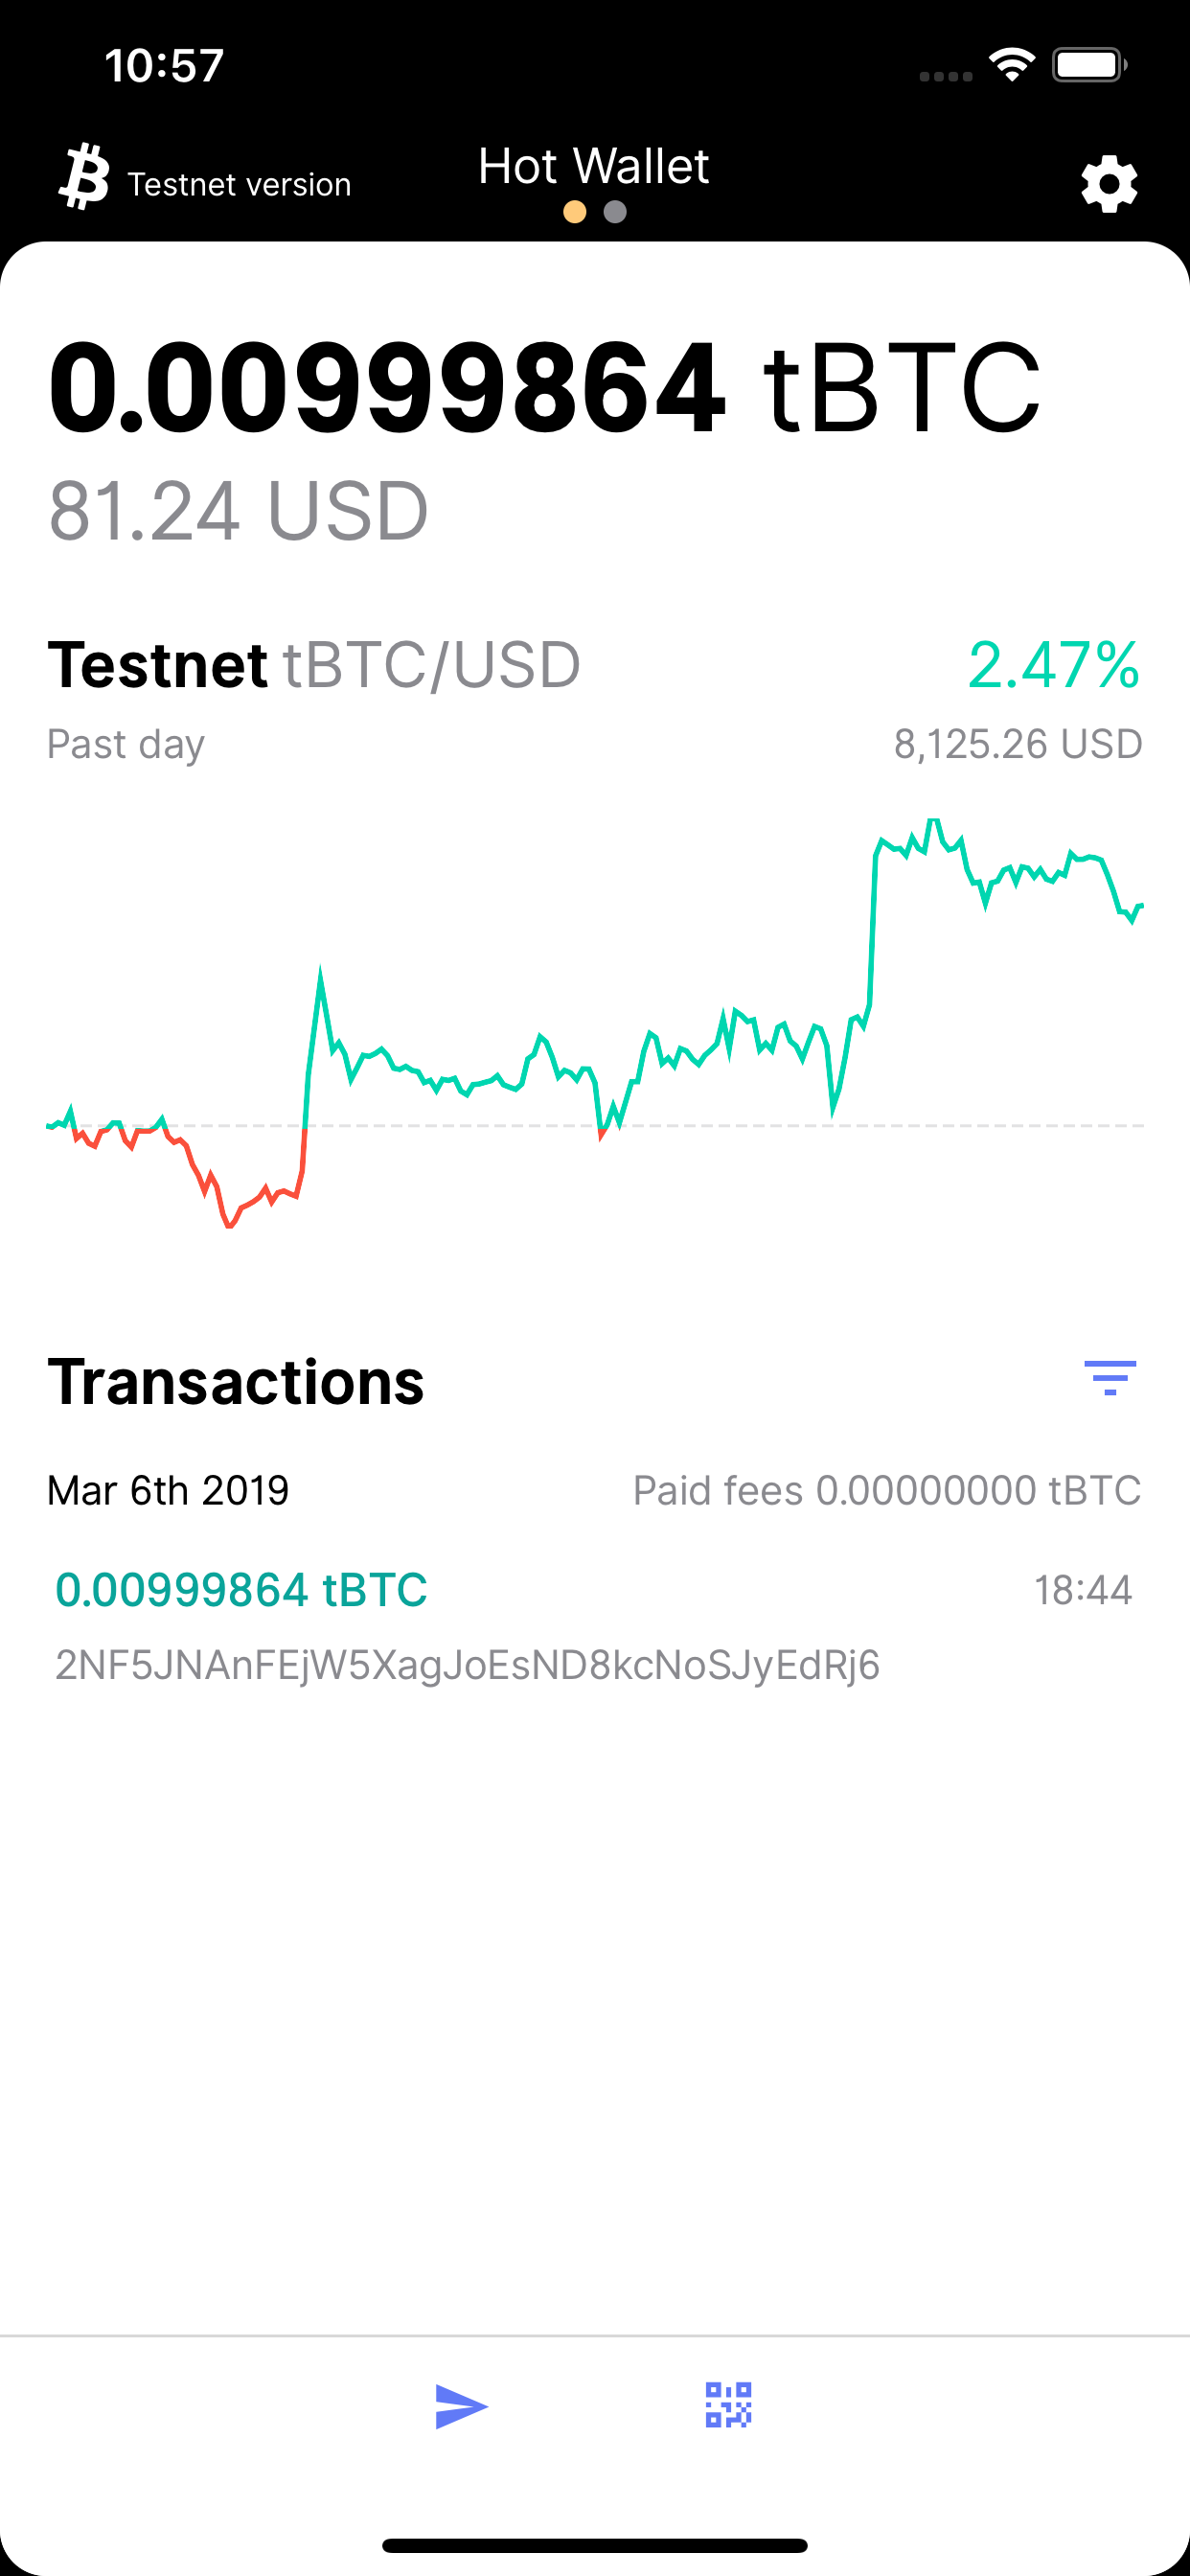 10:57
Testnet version
Hot Wallet
0.00999864 tBTC
81.24 USD
Testnet tBTC/USD 2.47%
Past day 8,125.26 USD
Transactions
Mar 6th 2019 Paid fees 0.00000000 tBTC
0.00999864 tBTC 18:44
2NF5JNAnFEjW5XagJoEsND8kcNoSJyEdRj6